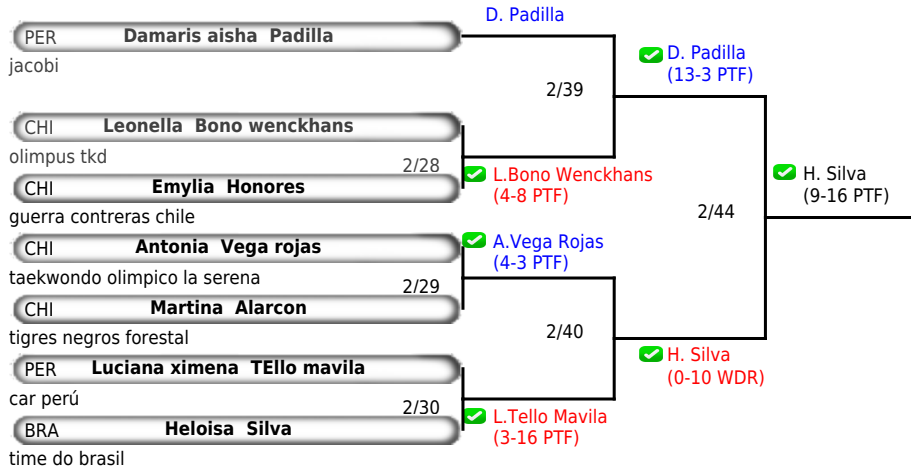 D. Padilla
PER Damaris aisha Padilla
jacobi
D. Padilla
(13-3 PTF)
2/39
CHI Leonella Bono wenckhans
olimpus tkd
2/28
L.Bono Wenckhans
(4-8 PTF)
CHI Emylia Honores
guerra contreras chile
H. Silva
(9-16 PTF)
2/44
CHI Antonia Vega rojas
taekwondo olimpico la serena
A.Vega Rojas
(4-3 PTF)
2/29
CHI Martina Alarcon
tigres negros forestal
2/40
H. Silva
(0-10 WDR)
PER Luciana ximena TEllo mavila
car perú
2/30
L.Tello Mavila
(3-16 PTF)
BRA Heloisa Silva
time do brasil